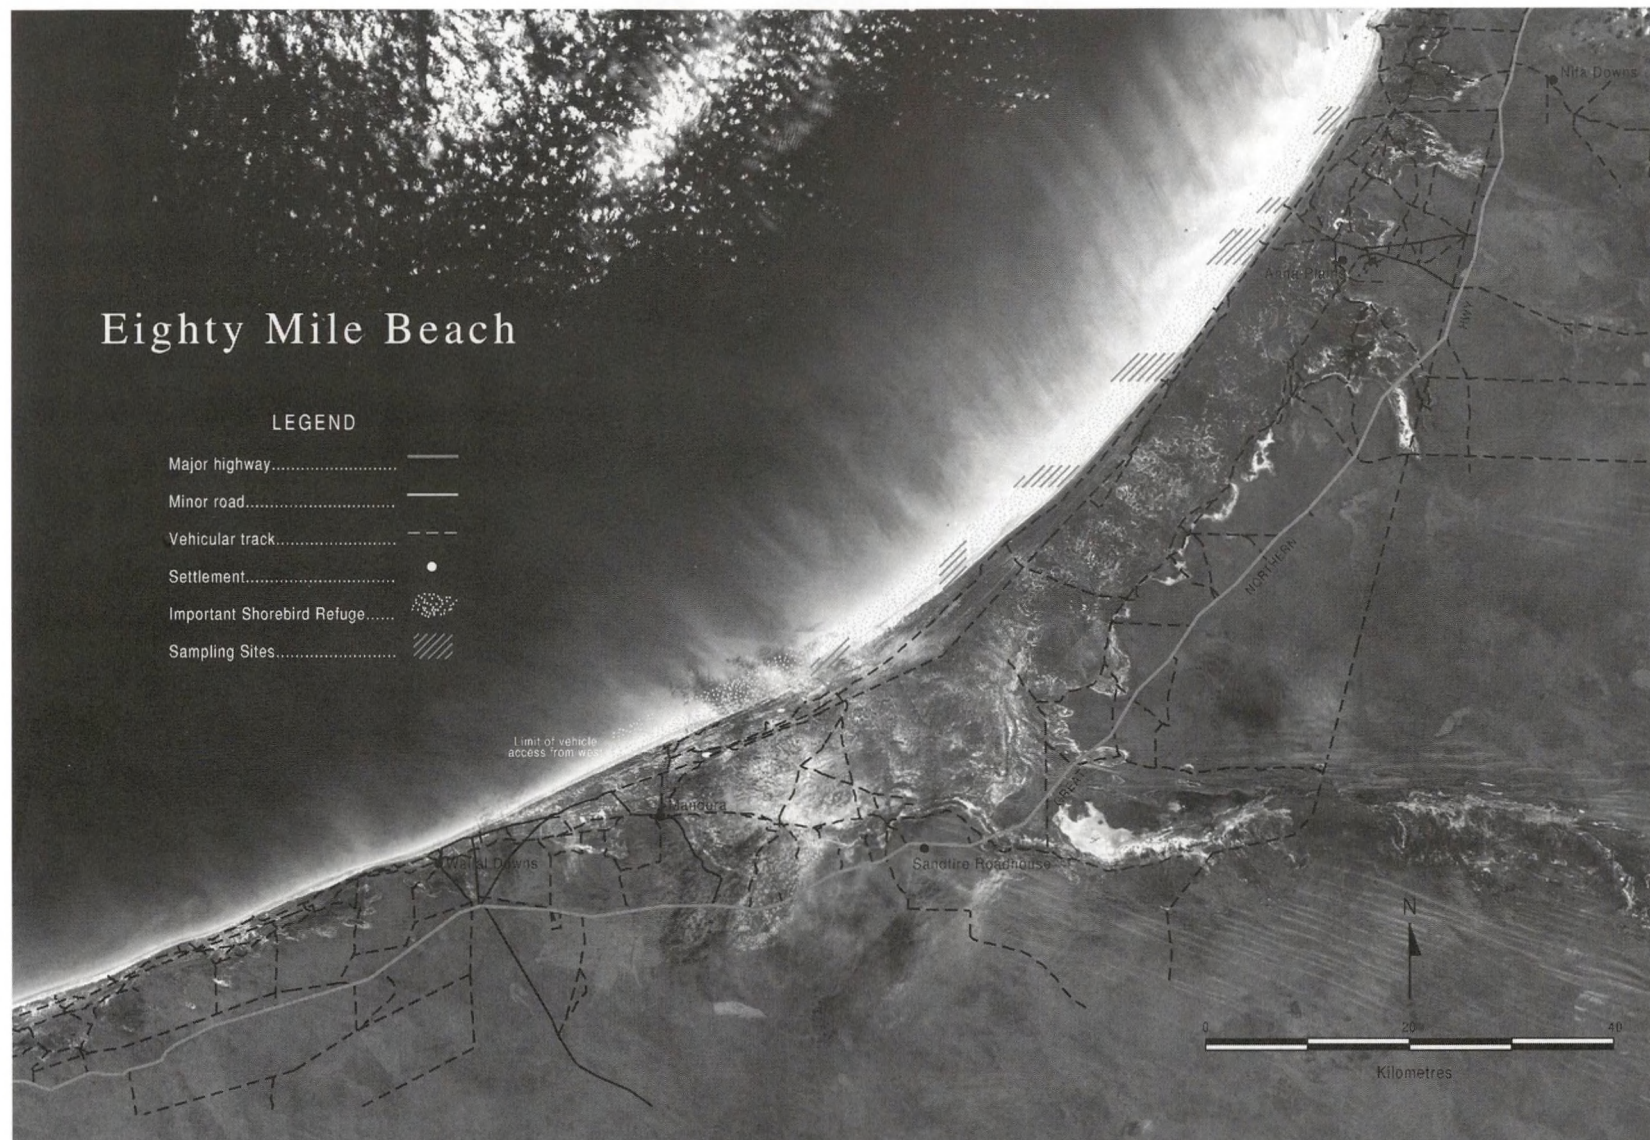 Nita Downs
Anna Plains
HWY
Eighty Mile Beach
LEGEND
Major highway..........................
Minor road...............................
Vehicular track.........................
Settlement...............................
Important Shorebird Refuge......
Sampling Sites.........................
NORTHERN
Limit of vehicle
access from west
GREAT
Mandora
Wallal Downs
Sandfire Roadhouse
N
0 20 40
Kilometres